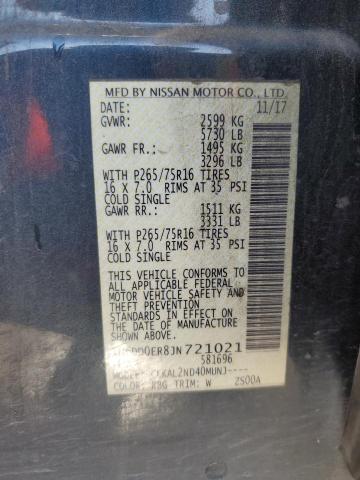 MFD BY NISSAN MOTOR CO., LTD.
DATE: 11/17
GVWR: 2599 KG
5730 LB
GAWR FR.: 1495 KG
3296 LB
WITH P265/75R16 TIRES
16 X 7.0 RIMS AT 35 PSI
COLD SINGLE
GAWR RR.: 1511 KG
3331 LB
WITH P265/75R16 TIRES
16 X 7.0 RIMS AT 35 PSI
COLD SINGLE
THIS VEHICLE CONFORMS TO
ALL APPLICABLE FEDERAL
MOTOR VEHICLE SAFETY
AND THEFT PREVENTION
STANDARDS IN EFFECT ON
THE DATE OF MANUFACTURE
SHOWN ABOVE.
721021
581696
MODEL:
COLOR: KBG TRIM: W 2500A